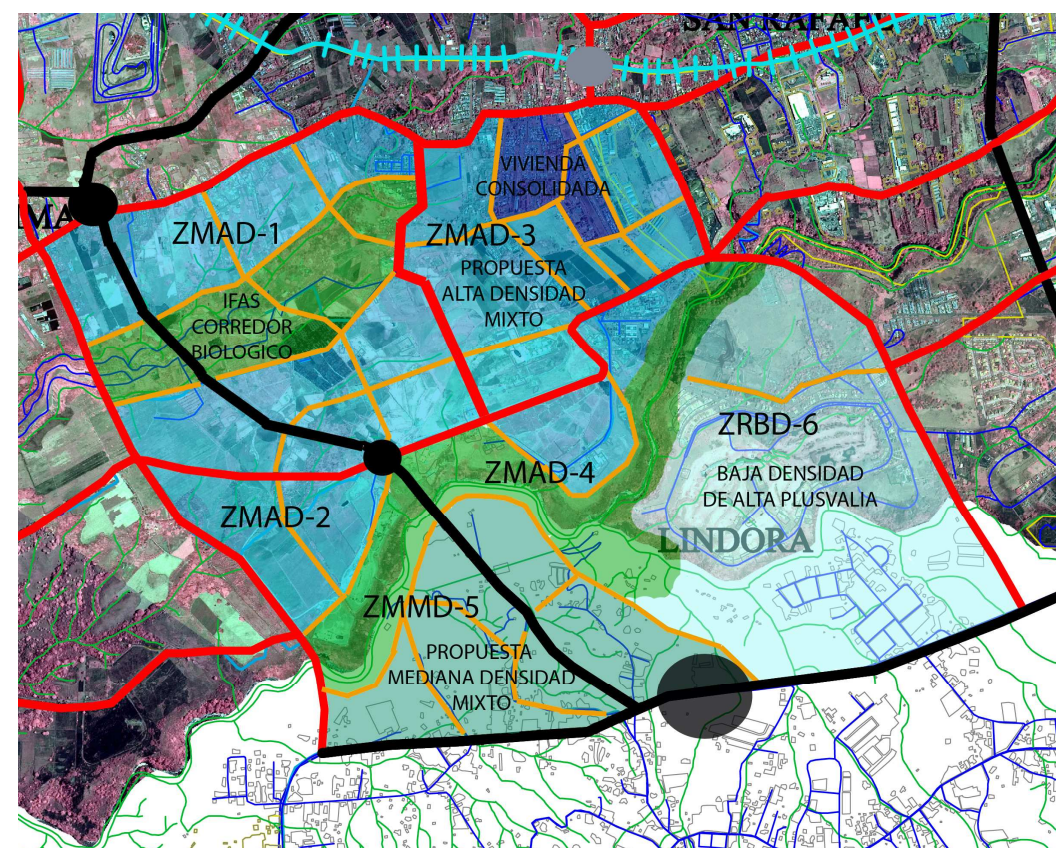 SAN RAFAEL
VIVIENDA
CONSOLIDADA
MA
ZMAD-1
ZMAD-3
PROPUESTA
ALTA DENSIDAD
MIXTO
IFAS
CORREDOR
BIOLOGICO
ZRBD-6
ZMAD-4
BAJA DENSIDAD
DE ALTA PLUSVALIA
ZMAD-2
LINDORA
ZMMD-5
PROPUESTA
MEDIANA DENSIDAD
MIXTO